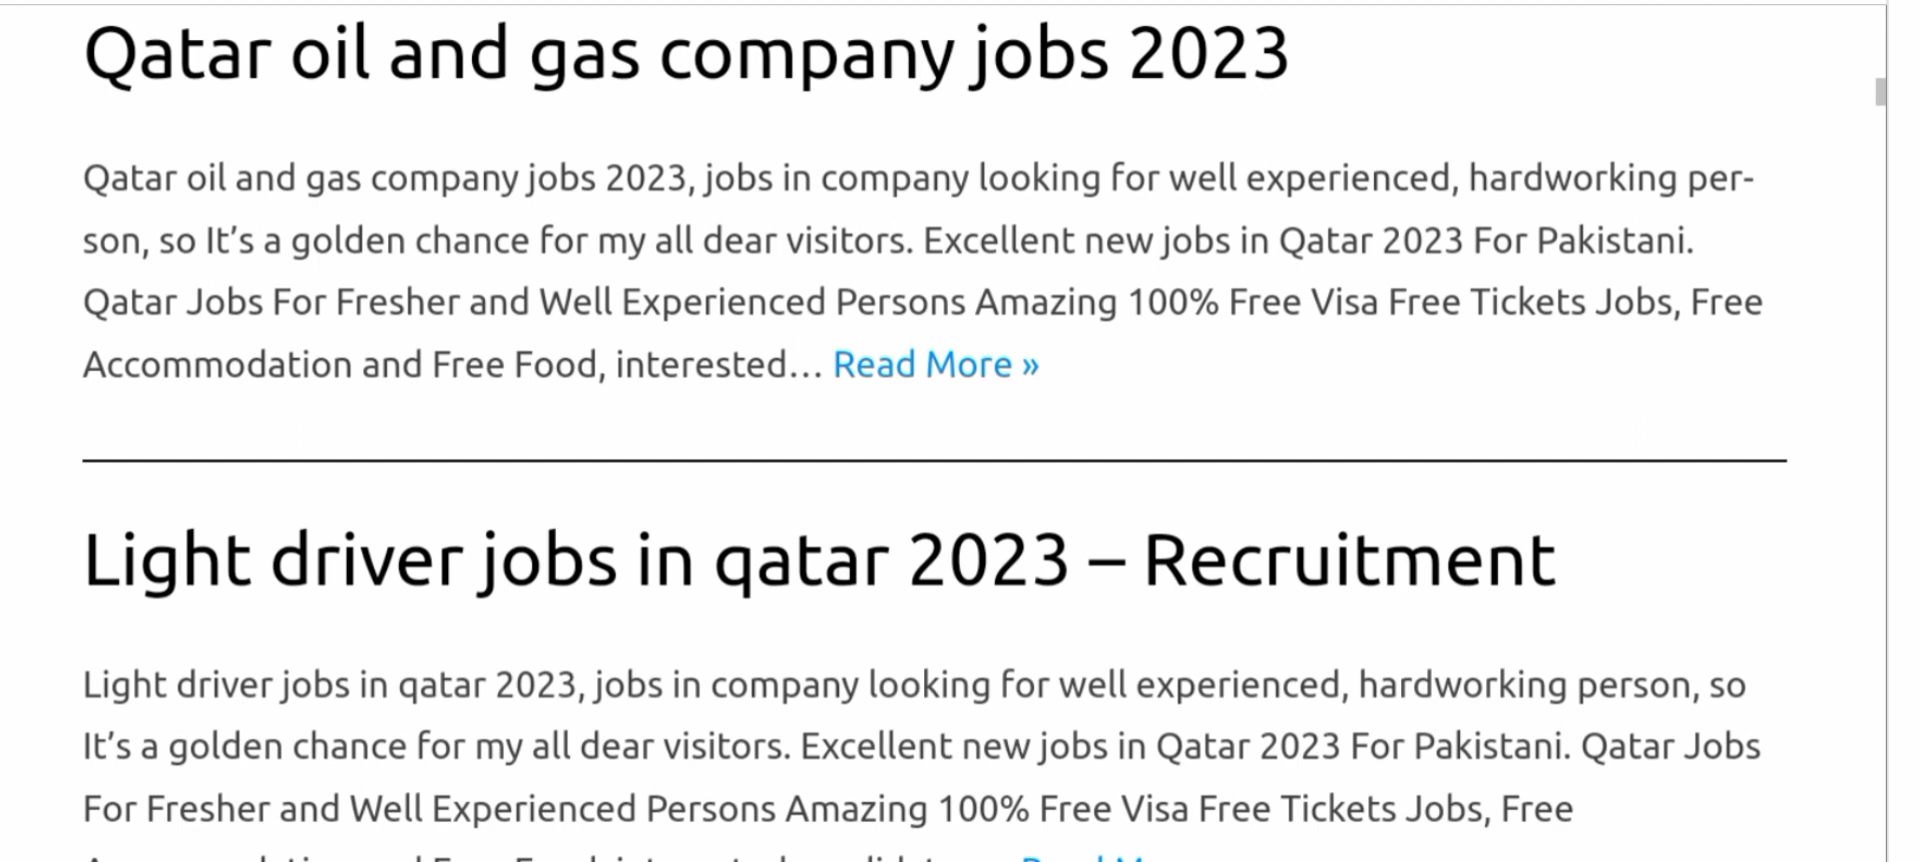 Qatar oil and gas company jobs 2023
Qatar oil and gas company jobs 2023, jobs in company looking for well experienced, hardworking per-
son, so It’s a golden chance for my all dear visitors. Excellent new jobs in Qatar 2023 For Pakistani.
Qatar Jobs For Fresher and Well Experienced Persons Amazing 100% Free Visa Free Tickets Jobs, Free
Accommodation and Free Food, interested… Read More »
Light driver jobs in qatar 2023 – Recruitment
Light driver jobs in qatar 2023, jobs in company looking for well experienced, hardworking person, so
It’s a golden chance for my all dear visitors. Excellent new jobs in Qatar 2023 For Pakistani. Qatar Jobs
For Fresher and Well Experienced Persons Amazing 100% Free Visa Free Tickets Jobs, Free